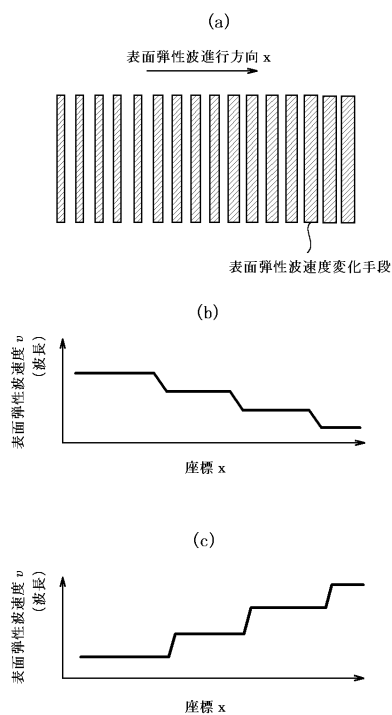 (a)
表面弾性波進行方向 x
表面弾性波速度変化手段
(b)
表面弾性波速度 v
(波長)
座標 x
(c)
表面弾性波速度 v
(波長)
座標 x